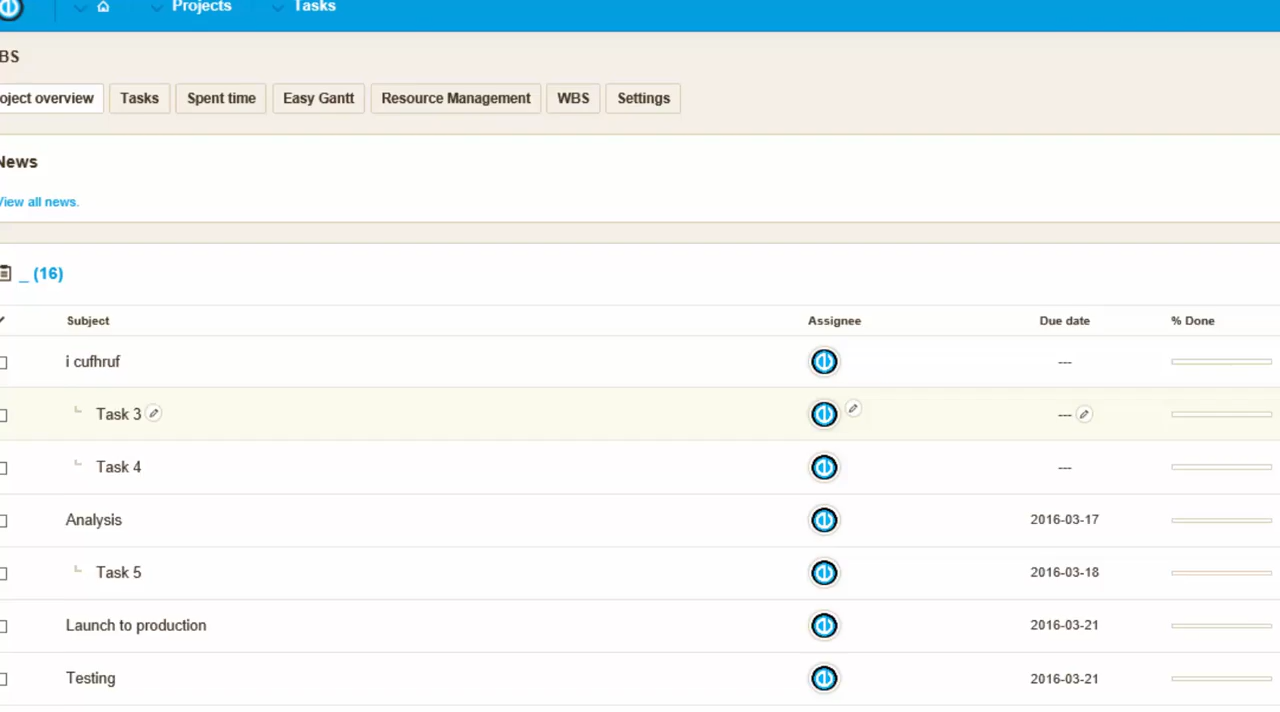 Projects Tasks
BS
oject overview Tasks Spent time Easy Gantt Resource Management WBS Settings
News
View all news.
_ (16)
Subject Assignee Due date % Done
i cufhruf ---
Task 3 ---
Task 4 ---
Analysis 2016-03-17
Task 5 2016-03-18
Launch to production 2016-03-21
Testing 2016-03-21